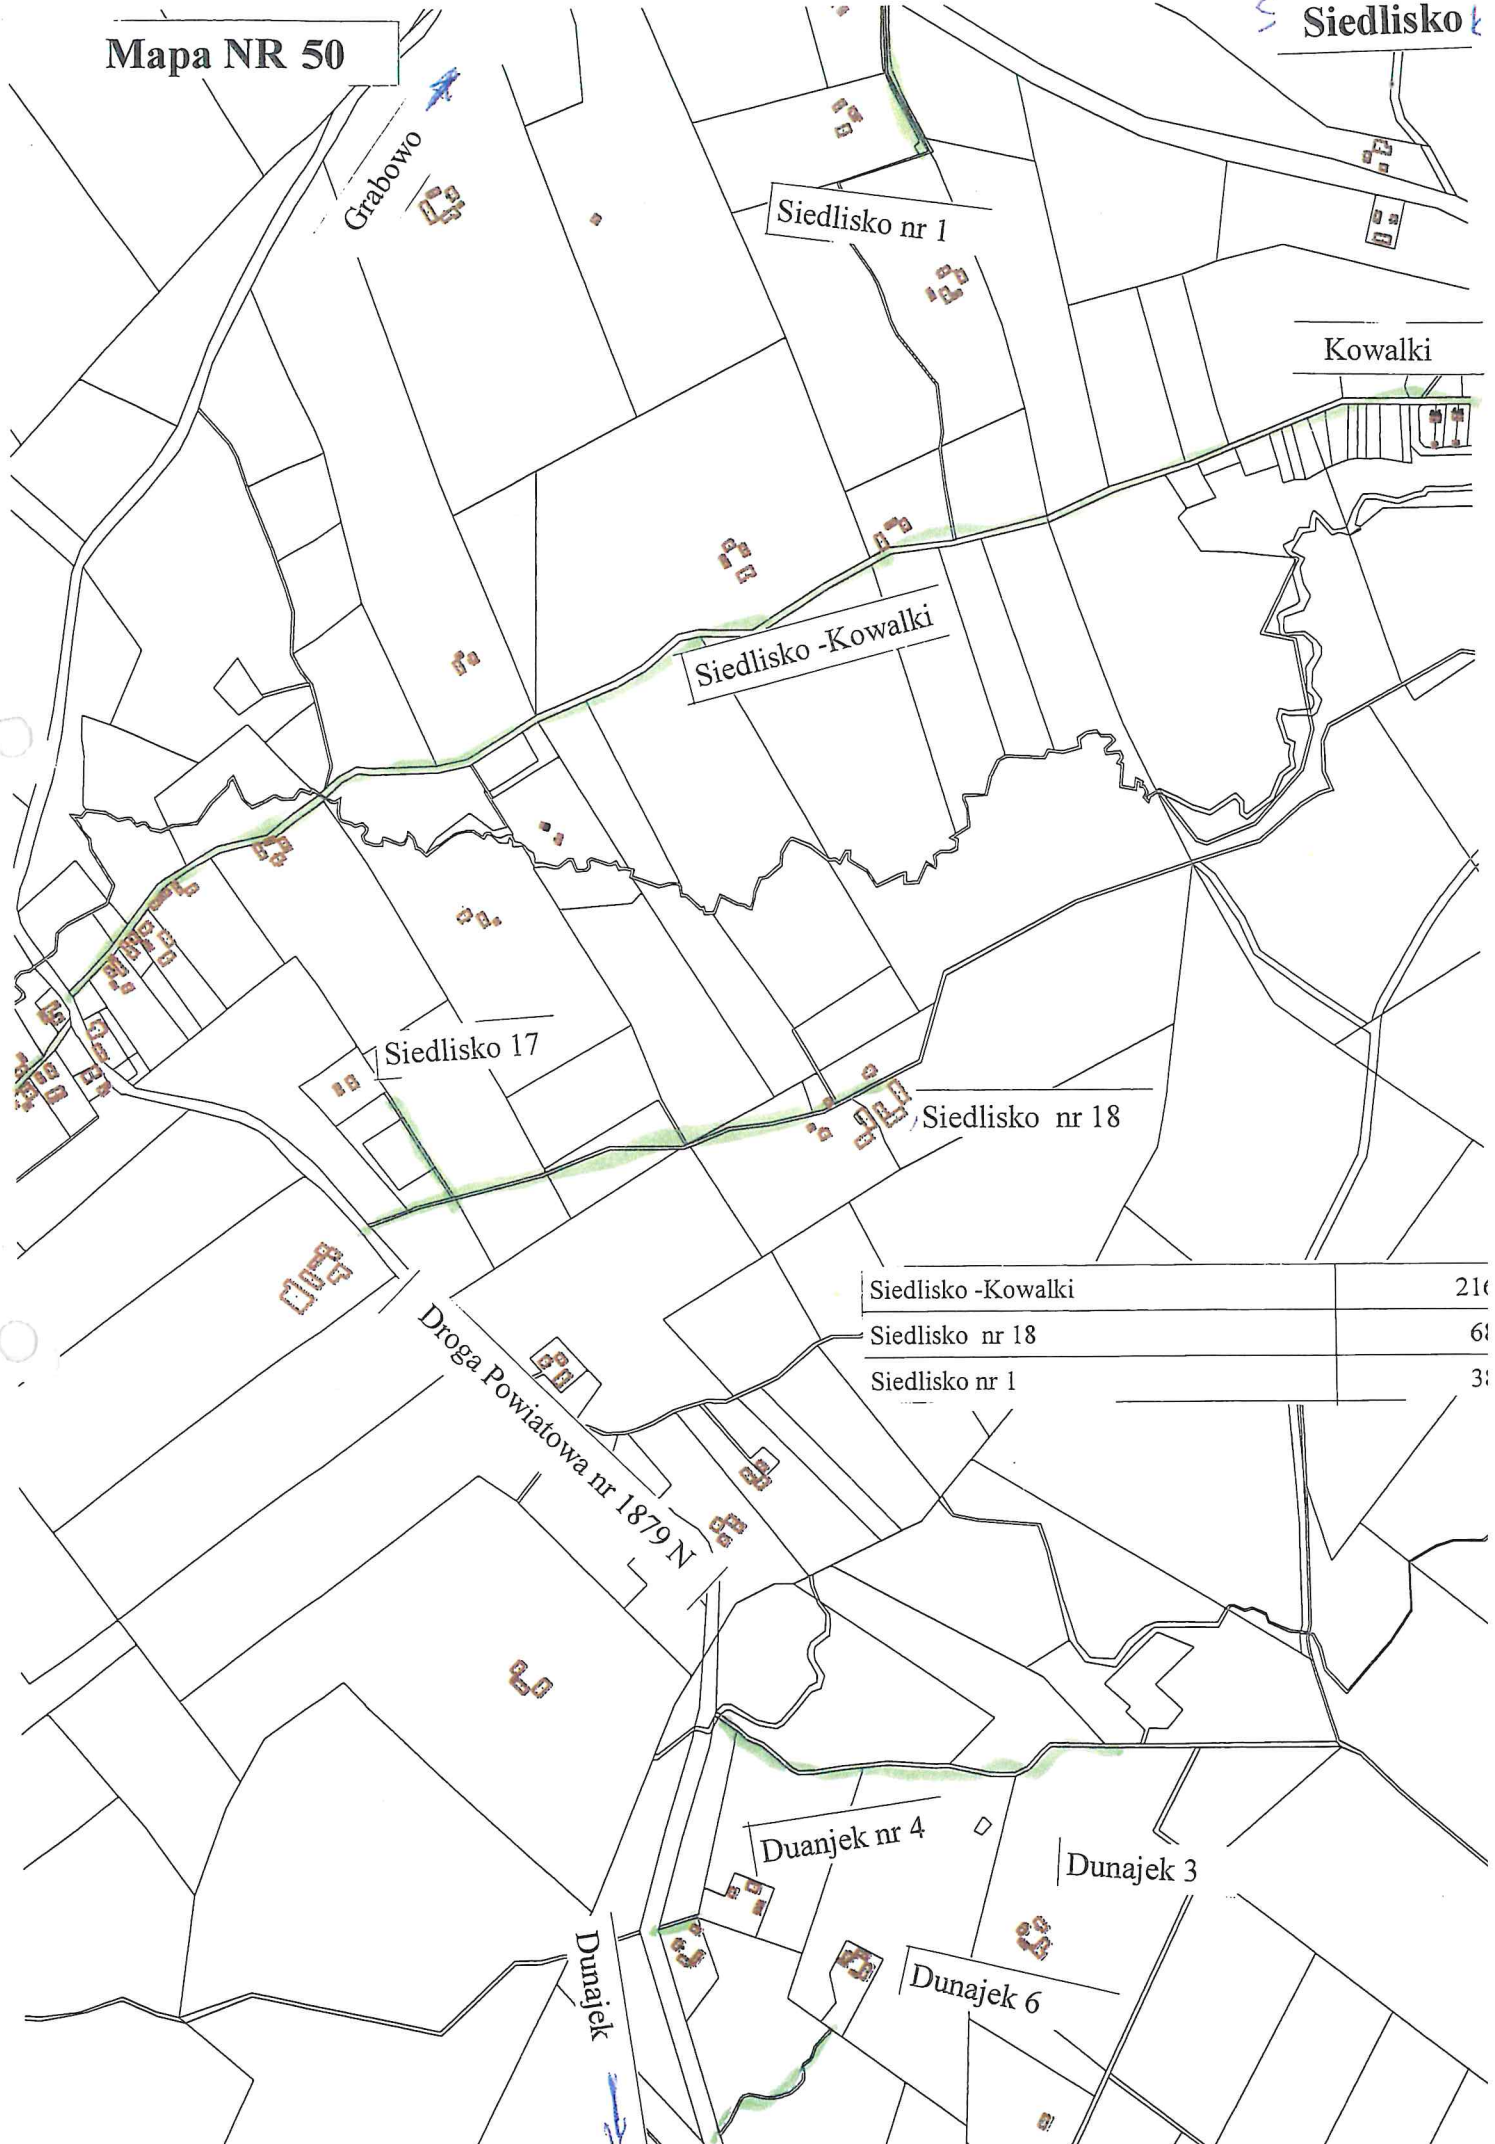 Mapa NR 50
Siedlisko
Grabowo
Siedlisko nr 1
Kowalki
Siedlisko -Kowalki
Siedlisko 17
Siedlisko nr 18
Siedlisko -Kowalki
Siedlisko nr 18
Siedlisko nr 1
Droga Powiatowa nr 1879 N
Duanjek nr 4
Dunajek 3
Dunajek 6
Dunajek